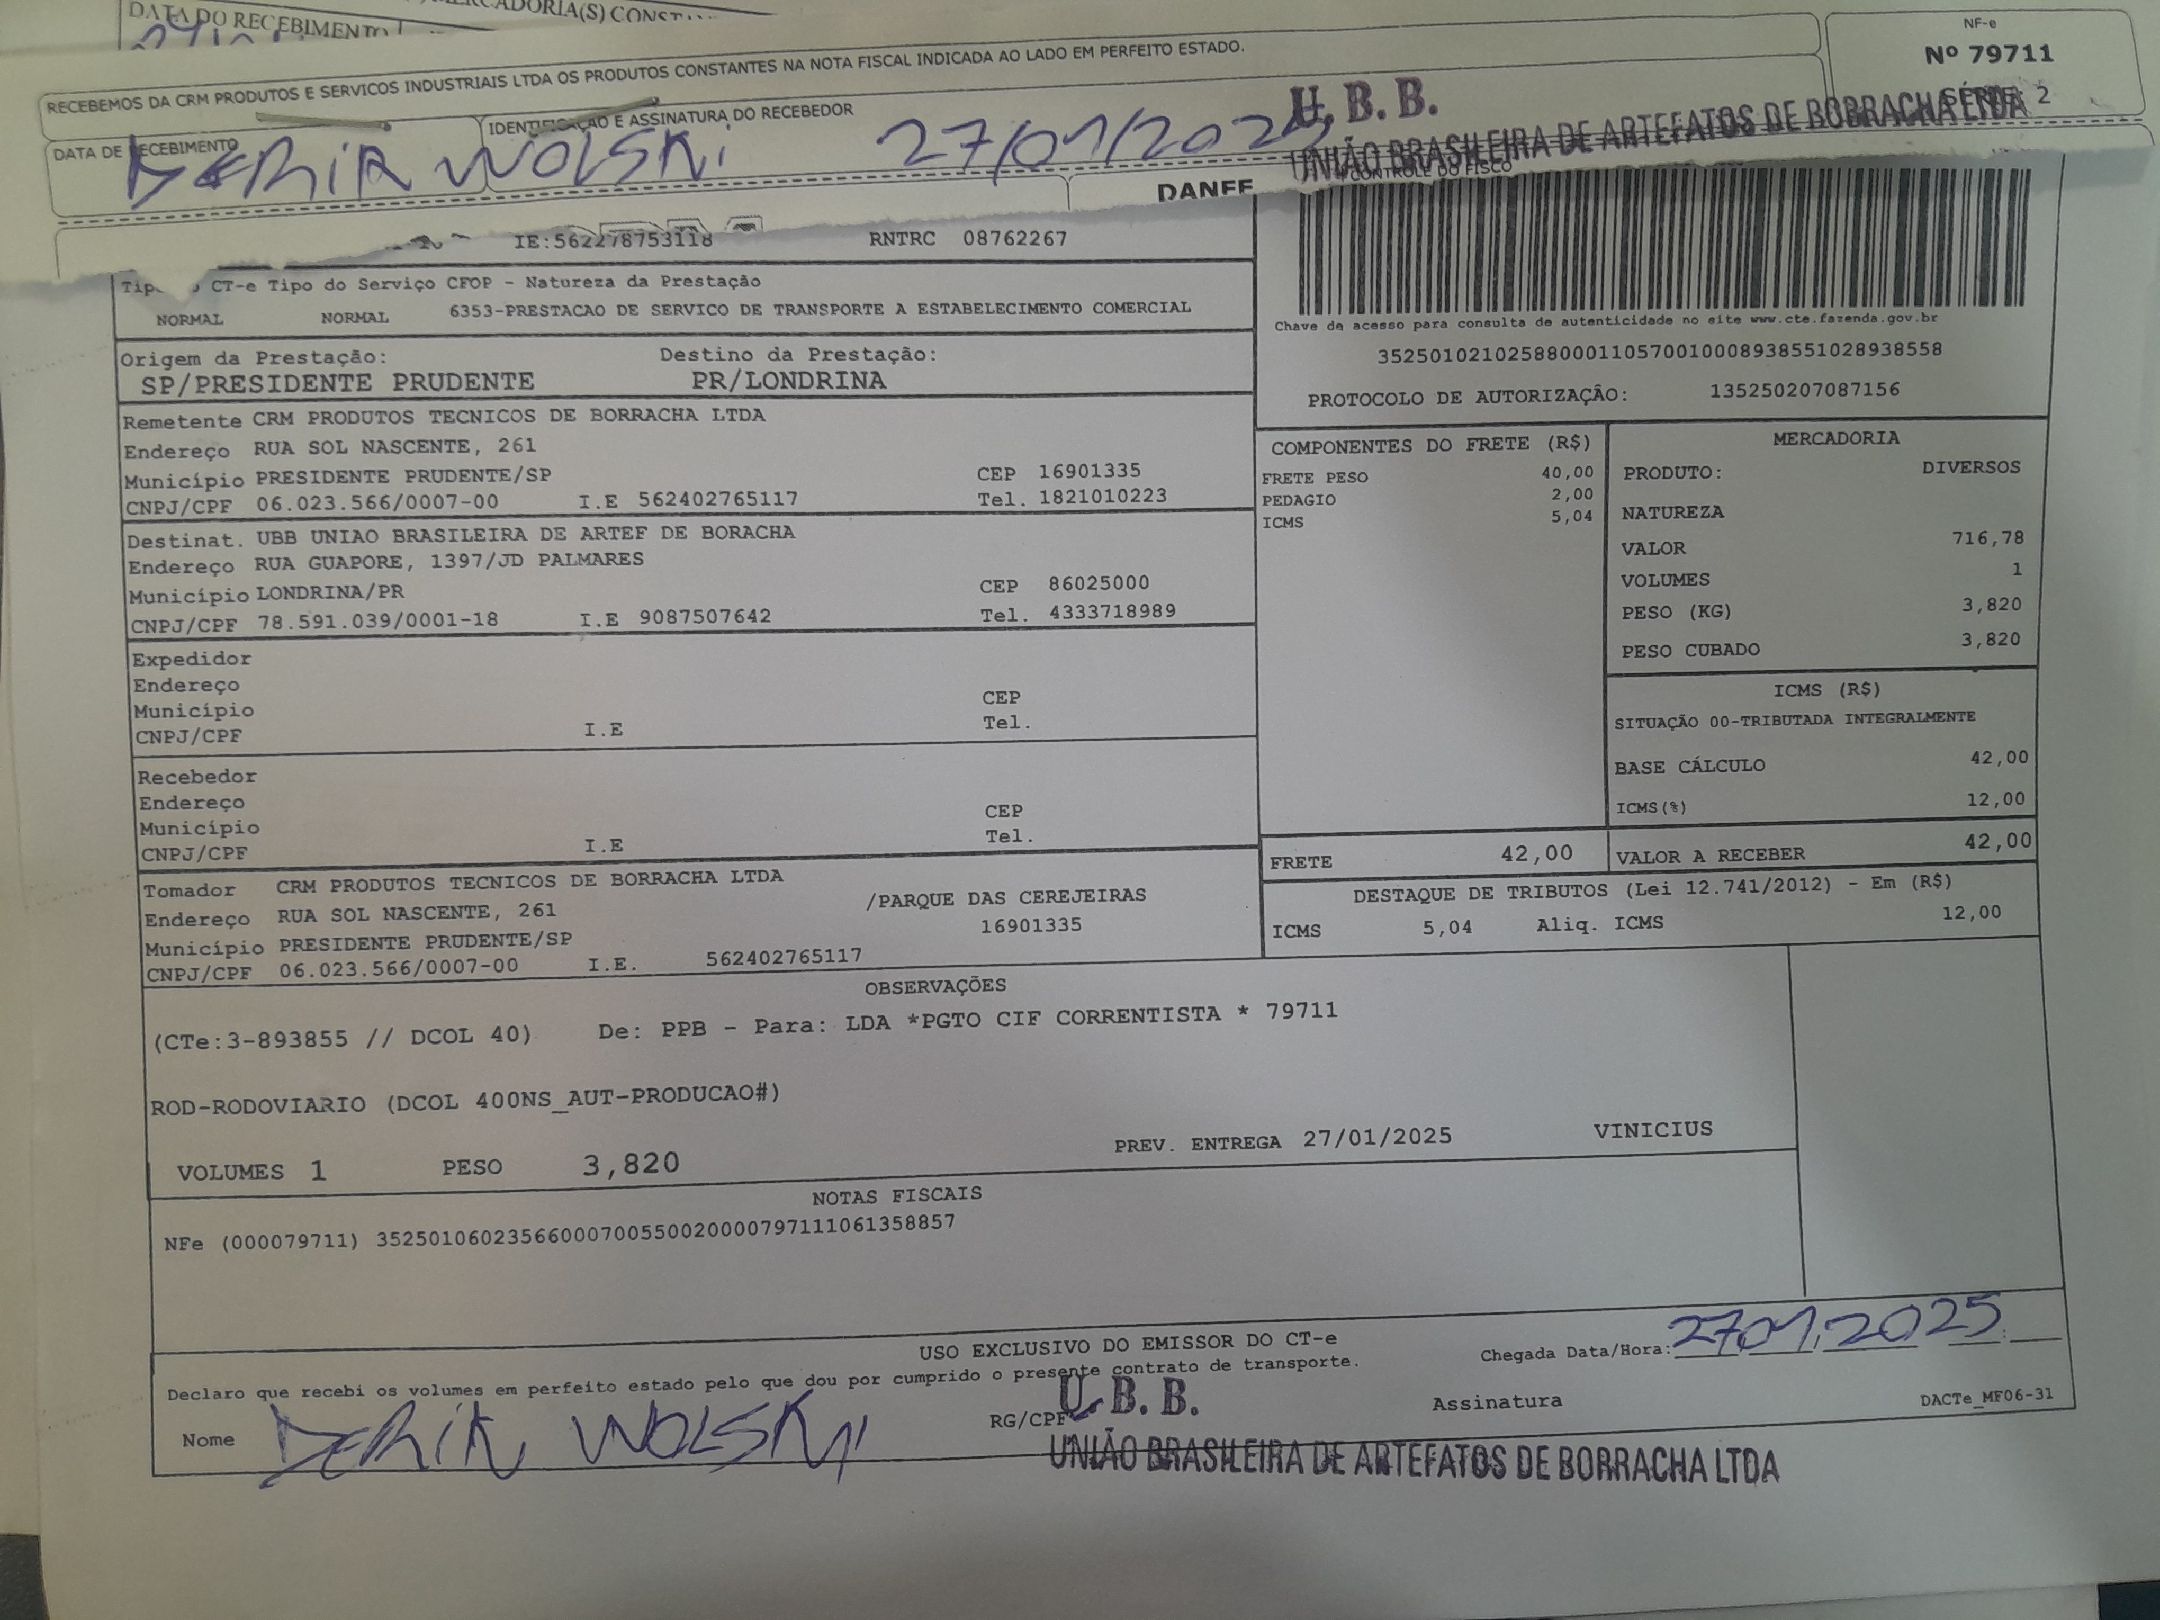 DATA DO RECEBIMENTO
RECEBEMOS DA CRM PRODUTOS E SERVICOS INDUSTRIAIS LTDA OS PRODUTOS CONSTANTES NA NOTA FISCAL INDICADA AO LADO EM PERFEITO ESTADO.
NF-e
Nº 79711
SÉRIE: 2
DATA DE RECEBIMENTO
IDENTIFICAÇÃO E ASSINATURA DO RECEBEDOR
WOLSKI 27/01/2025
U. B. B.
UNIÃO BRASILEIRA DE ARTEFATOS DE BORRACHA LTDA
DANFE
CONTROLE DO FISCO
IE:562278753118 RNTRC 08762267
CT-e Tipo do Serviço CFOP - Natureza da Prestação
NORMAL NORMAL 6353-PRESTACAO DE SERVICO DE TRANSPORTE A ESTABELECIMENTO COMERCIAL
Chave de acesso para consulta de autenticidade no site www.cte.fazenda.gov.br
35250102102588000110570010008938551028938558
PROTOCOLO DE AUTORIZAÇÃO: 135250207087156
Origem da Prestação: Destino da Prestação:
SP/PRESIDENTE PRUDENTE PR/LONDRINA
Remetente CRM PRODUTOS TECNICOS DE BORRACHA LTDA
Endereço RUA SOL NASCENTE, 261
Município PRESIDENTE PRUDENTE/SP CEP 16901335
CNPJ/CPF 06.023.566/0007-00 I.E 562402765117 Tel. 1821010223
Destinat. UBB UNIAO BRASILEIRA DE ARTEF DE BORACHA
Endereço RUA GUAPORE, 1397/JD PALMARES
Município LONDRINA/PR CEP 86025000
CNPJ/CPF 78.591.039/0001-18 I.E 9087507642 Tel. 4333718989
Expedidor
Endereço
Município CEP
CNPJ/CPF I.E Tel.
Recebedor
Endereço
Município CEP
CNPJ/CPF I.E Tel.
Tomador CRM PRODUTOS TECNICOS DE BORRACHA LTDA
Endereço RUA SOL NASCENTE, 261 /PARQUE DAS CEREJEIRAS
Município PRESIDENTE PRUDENTE/SP 16901335
CNPJ/CPF 06.023.566/0007-00 I.E. 562402765117
COMPONENTES DO FRETE (R$)
FRETE PESO 40,00
PEDAGIO 2,00
ICMS 5,04
MERCADORIA
PRODUTO: DIVERSOS
NATUREZA
VALOR 716,78
VOLUMES 1
PESO (KG) 3,820
PESO CUBADO 3,820
ICMS (R$)
SITUAÇÃO 00-TRIBUTADA INTEGRALMENTE
BASE CÁLCULO 42,00
ICMS(%) 12,00
FRETE 42,00 VALOR A RECEBER 42,00
DESTAQUE DE TRIBUTOS (Lei 12.741/2012) - Em (R$)
ICMS 5,04 Aliq. ICMS 12,00
OBSERVAÇÕES
(CTe:3-893855 // DCOL 40) De: PPB - Para: LDA *PGTO CIF CORRENTISTA * 79711
ROD-RODOVIARIO (DCOL 400NS_AUT-PRODUCAO#)
VOLUMES 1 PESO 3,820 PREV. ENTREGA 27/01/2025 VINICIUS
NOTAS FISCAIS
NFe (000079711) 35250106023566000700550020000797111061358857
USO EXCLUSIVO DO EMISSOR DO CT-e
Declaro que recebi os volumes em perfeito estado pelo que dou por cumprido o presente contrato de transporte.
Chegada Data/Hora: 27 01 2025
Nome WOLSKI RG/CPF Assinatura
DACTe_MF06-31
U. B. B.
UNIÃO BRASILEIRA DE ARTEFATOS DE BORRACHA LTDA